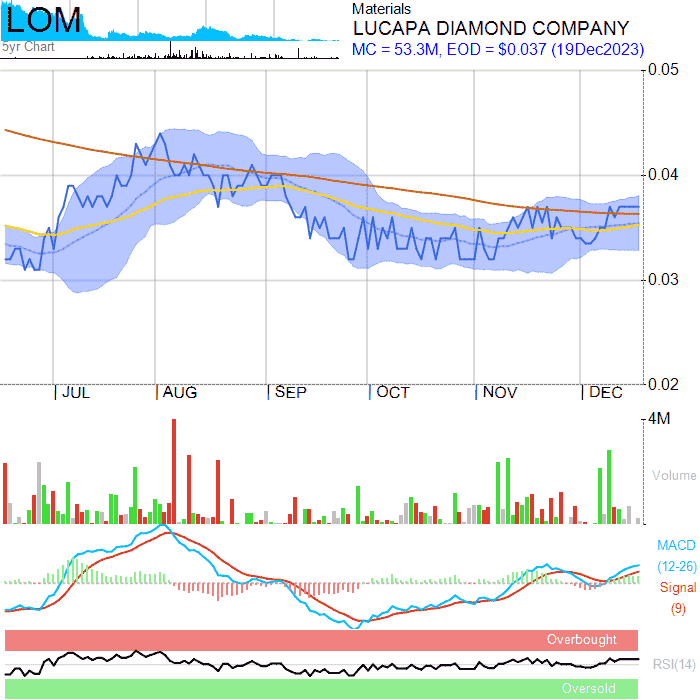 LOM
5yr Chart
Materials
LUCAPA DIAMOND COMPANY
MC = 53.3M, EOD = $0.037 (19Dec2023)
0.05
0.04
0.03
0.02
JUL
AUG
SEP
OCT
NOV
DEC
4M
Volume
MACD
(12-26)
Signal
(9)
Overbought
RSI(14)
Oversold